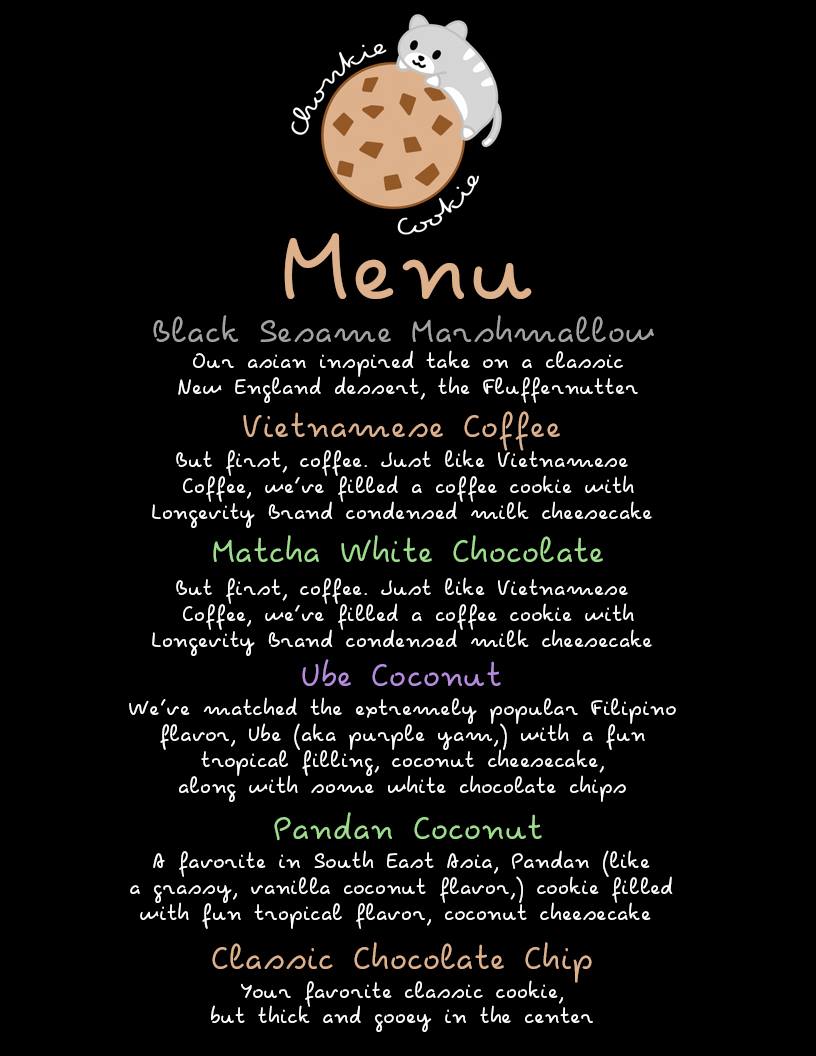 Chonkie
Cookie
Menu
Black Sesame Marshmallow
Our asian inspired take on a classic
New England dessert, the Fluffernutter
Vietnamese Coffee
But first, coffee. Just like Vietnamese
Coffee, we've filled a coffee cookie with
Longevity Brand condensed milk cheesecake
Matcha White Chocolate
But first, coffee. Just like Vietnamese
Coffee, we've filled a coffee cookie with
Longevity Brand condensed milk cheesecake
Ube Coconut
We've matched the extremely popular Filipino
flavor, Ube (aka purple yam,) with a fun
tropical filling, coconut cheesecake,
along with some white chocolate chips
Pandan Coconut
A favorite in South East Asia, Pandan (like
a grassy, vanilla coconut flavor,) cookie filled
with fun tropical flavor, coconut cheesecake
Classic Chocolate Chip
Your favorite classic cookie,
but thick and gooey in the center